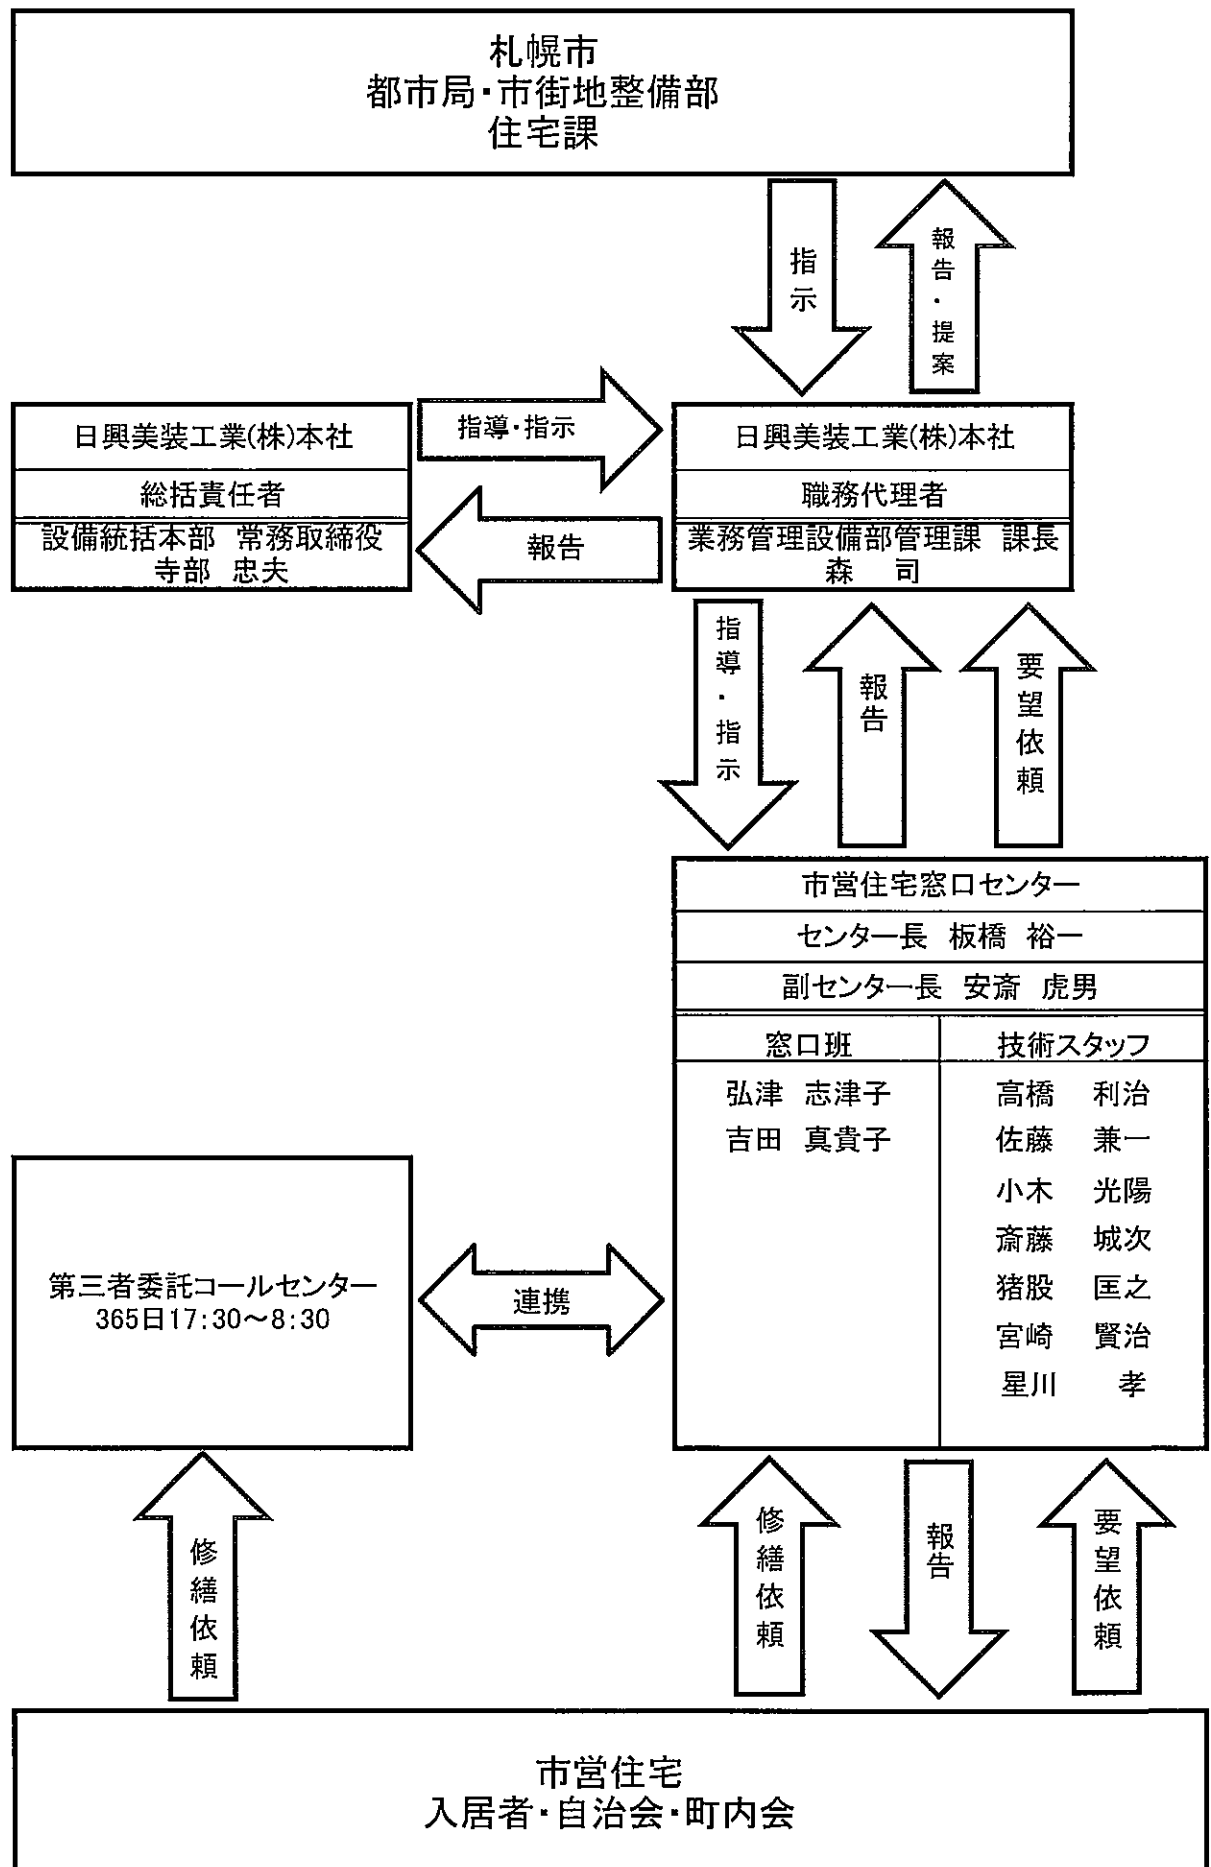 札幌市
都市局・市街地整備部
住宅課
指示
報告・提案
日興美装工業(株)本社
総括責任者
設備統括本部 常務取締役
寺部 忠夫
指導・指示
報告
日興美装工業(株)本社
職務代理者
業務管理設備部管理課 課長
森 司
指導・指示
報告
要望依頼
市営住宅窓口センター
センター長 板橋 裕一
副センター長 安斎 虎男
窓口班 技術スタッフ
弘津 志津子 高橋 利治
吉田 真貴子 佐藤 兼一
小木 光陽
斎藤 城次
猪股 匡之
宮崎 賢治
星川 孝
第三者委託コールセンター
365日17:30～8:30
連携
修繕依頼
修繕依頼
報告
要望依頼
市営住宅
入居者・自治会・町内会